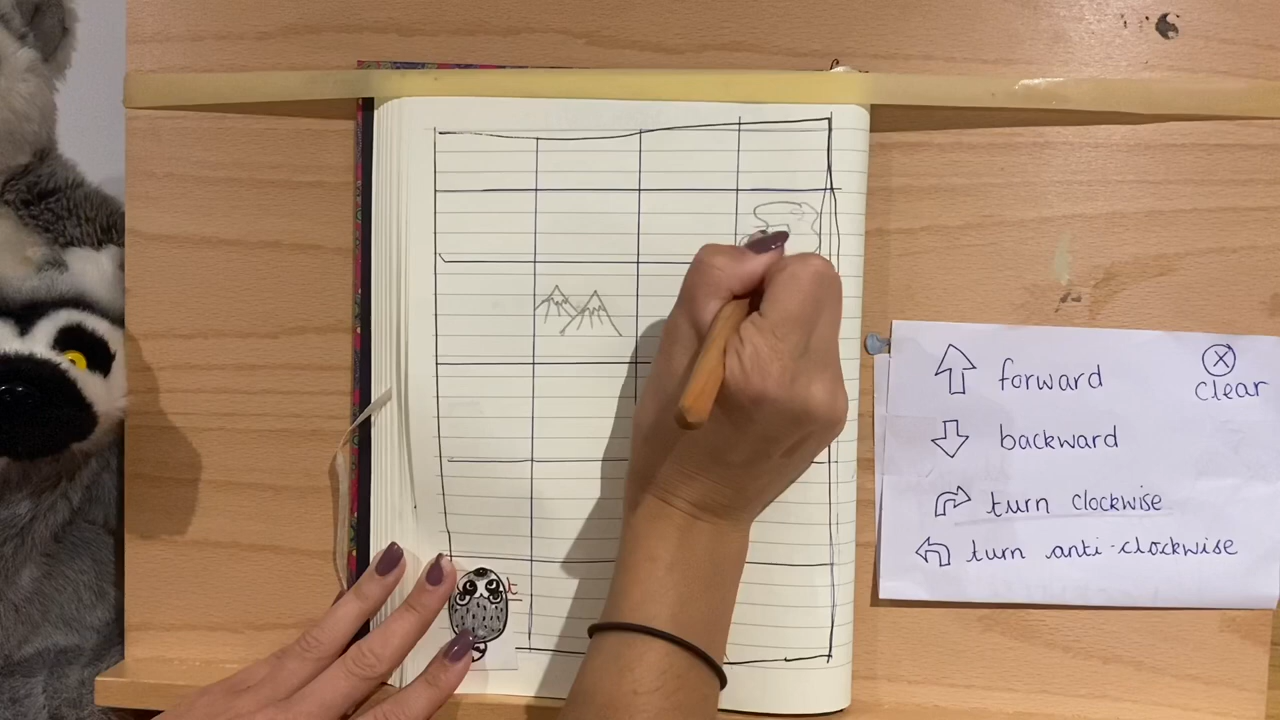 forward
clear
backward
turn clockwise
turn anti-clockwise